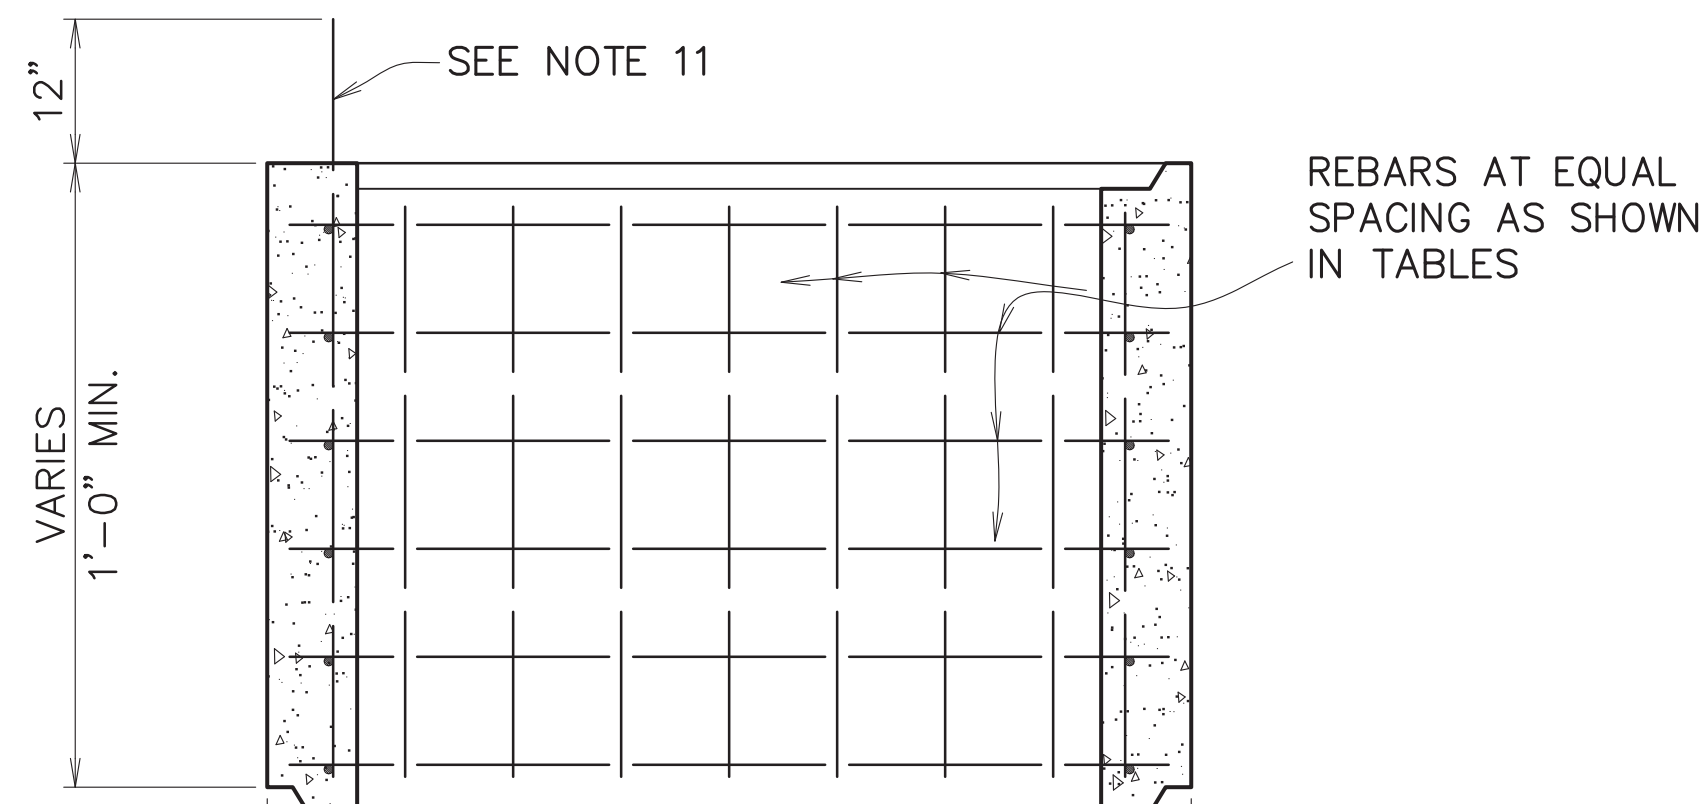 12"
SEE NOTE 11
REBARS AT EQUAL
SPACING AS SHOWN
IN TABLES
VARIES
1'-0" MIN.